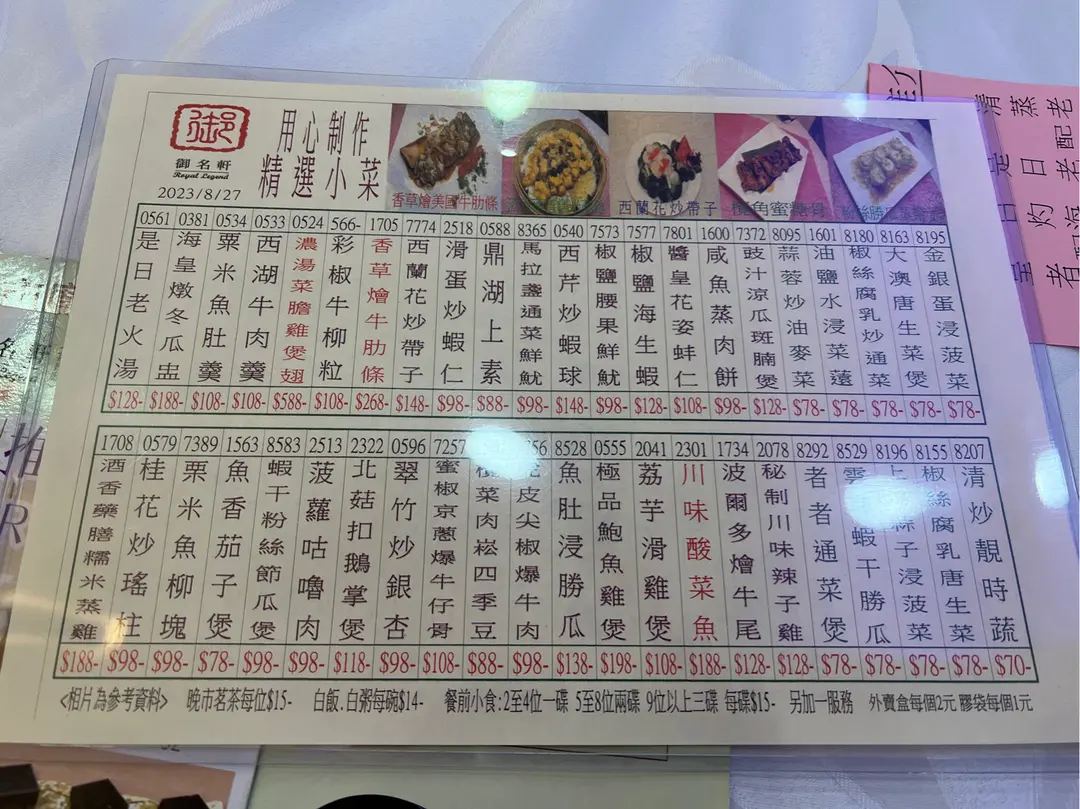 御
御名軒
Royal Legend
2023/8/27
用心制作
精選小菜
香草燴美國牛肋條
西蘭花炒帶子
0561 0381 0534 0533 0524 566- 1705 7774 2518 0588 8365 0540 7573 7577 7801 1600 7372 8095 1601 8180 8163 8195
是日老火湯
海皇燉冬瓜盅
粟米魚肚羹
西湖牛肉羹
濃湯菜膽雞煲翅
彩椒牛柳粒
香草燴牛肋條
西蘭花炒帶子
滑蛋炒蝦仁
鼎湖上素
馬拉盞通菜鮮魷
西芹炒蝦球
椒鹽腰果鮮魷
椒鹽海生蝦
醬皇花姿蚌仁
咸魚蒸肉餅
豉汁涼瓜斑腩煲
蒜蓉炒油麥菜
油鹽水浸菜薳
椒絲腐乳炒通菜
大澳唐生菜煲
金銀蛋浸菠菜
$128- $188- $108- $108- $588- $108- $268- $148- $98- $88- $98- $148- $98- $128- $108- $98- $128- $78- $78- $78- $78- $78-
1708 0579 7389 1563 8583 2513 2322 0596 7257 8528 0555 2041 2301 1734 2078 8292 8529 8196 8155 8207
酒香藥膳糯米蒸雞
桂花炒瑤柱
栗米魚柳塊
魚香茄子煲
蝦干粉絲節瓜煲
菠蘿咕嚕肉
北菇扣鵝掌煲
翠竹炒銀杏
蜜椒京蔥爆牛仔骨
欖菜肉崧四季豆
皮尖椒爆牛肉
魚肚浸勝瓜
極品鮑魚雞煲
荔芋滑雞煲
川味酸菜魚
波爾多燴牛尾
秘制川味辣子雞
者者通菜煲
蝦干勝瓜
子浸菠菜
椒絲腐乳唐生菜
清炒靚時蔬
$188- $98- $98- $78- $98- $98- $118- $98- $108- $88- $98- $138- $198- $108- $188- $128- $128- $78- $78- $78- $78- $70-
<相片為參考資料> 晚市茗茶每位$15- 白飯.白粥每碗$14- 餐前小食:2至4位一碟 5至8位兩碟 9位以上三碟 每碟$15- 另加一服務 外賣盒每個2元 膠袋每個1元